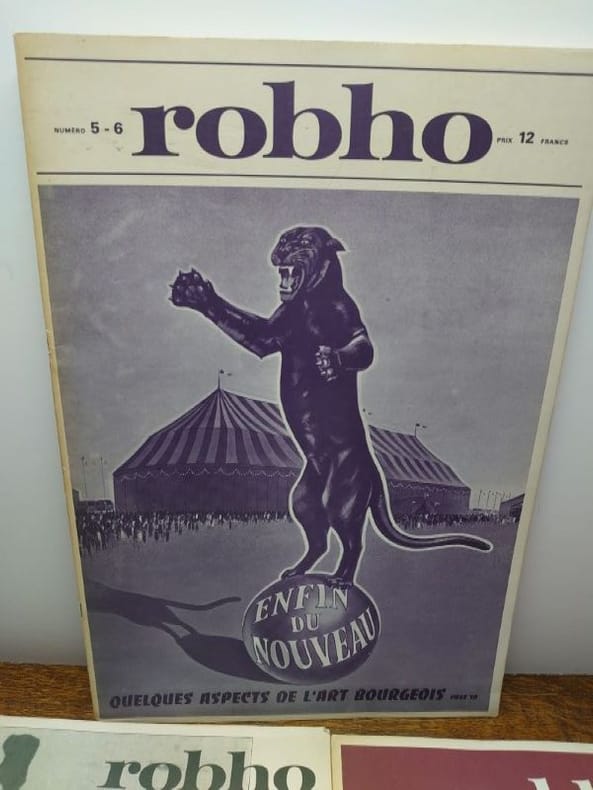 NUMÉRO 5-6 robho PRIX 12 FRANCS
ENFIN
DU
NOUVEAU
QUELQUES ASPECTS DE L'ART BOURGEOIS
robho